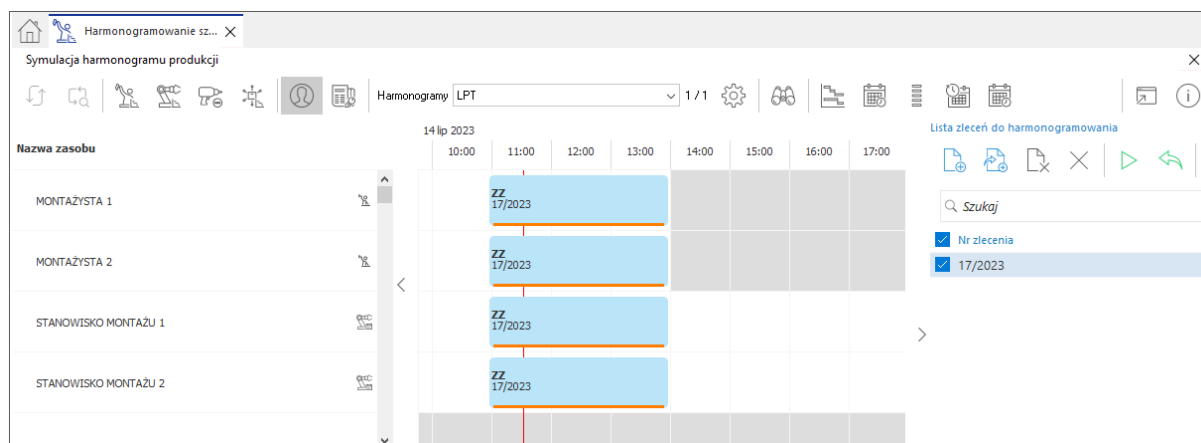 Harmonogramowanie sz...
Symulacja harmonogramu produkcji
Harmonogramy LPT 1 / 1
Nazwa zasobu
14 lip 2023
10:00 11:00 12:00 13:00 14:00 15:00 16:00 17:00
MONTAŻYSTA 1
ZZ
17/2023
MONTAŻYSTA 2
ZZ
17/2023
STANOWISKO MONTAŻU 1
ZZ
17/2023
STANOWISKO MONTAŻU 2
ZZ
17/2023
Lista zleceń do harmonogramowania
Szukaj
Nr zlecenia
17/2023